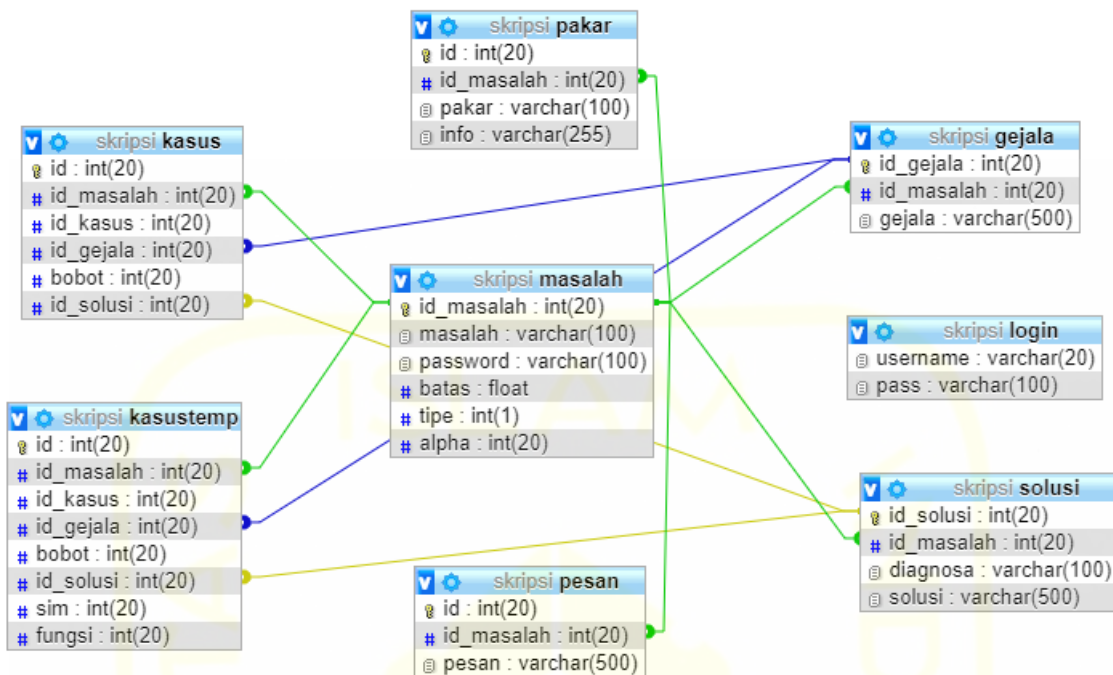 skripsi pakar
id : int(20)
# id_masalah : int(20)
pakar : varchar(100)
info : varchar(255)
skripsi kasus
id : int(20)
# id_masalah : int(20)
# id_kasus : int(20)
# id_gejala : int(20)
# bobot : int(20)
# id_solusi : int(20)
skripsi gejala
id_gejala : int(20)
# id_masalah : int(20)
gejala : varchar(500)
skripsi masalah
id_masalah : int(20)
masalah : varchar(100)
password : varchar(100)
# batas : float
# tipe : int(1)
# alpha : int(20)
skripsi login
username : varchar(20)
pass : varchar(100)
skripsi kasustemp
id : int(20)
# id_masalah : int(20)
# id_kasus : int(20)
# id_gejala : int(20)
# bobot : int(20)
# id_solusi : int(20)
# sim : int(20)
# fungsi : int(20)
skripsi solusi
id_solusi : int(20)
# id_masalah : int(20)
diagnosa : varchar(100)
solusi : varchar(500)
skripsi pesan
id : int(20)
# id_masalah : int(20)
pesan : varchar(500)
ISLAM